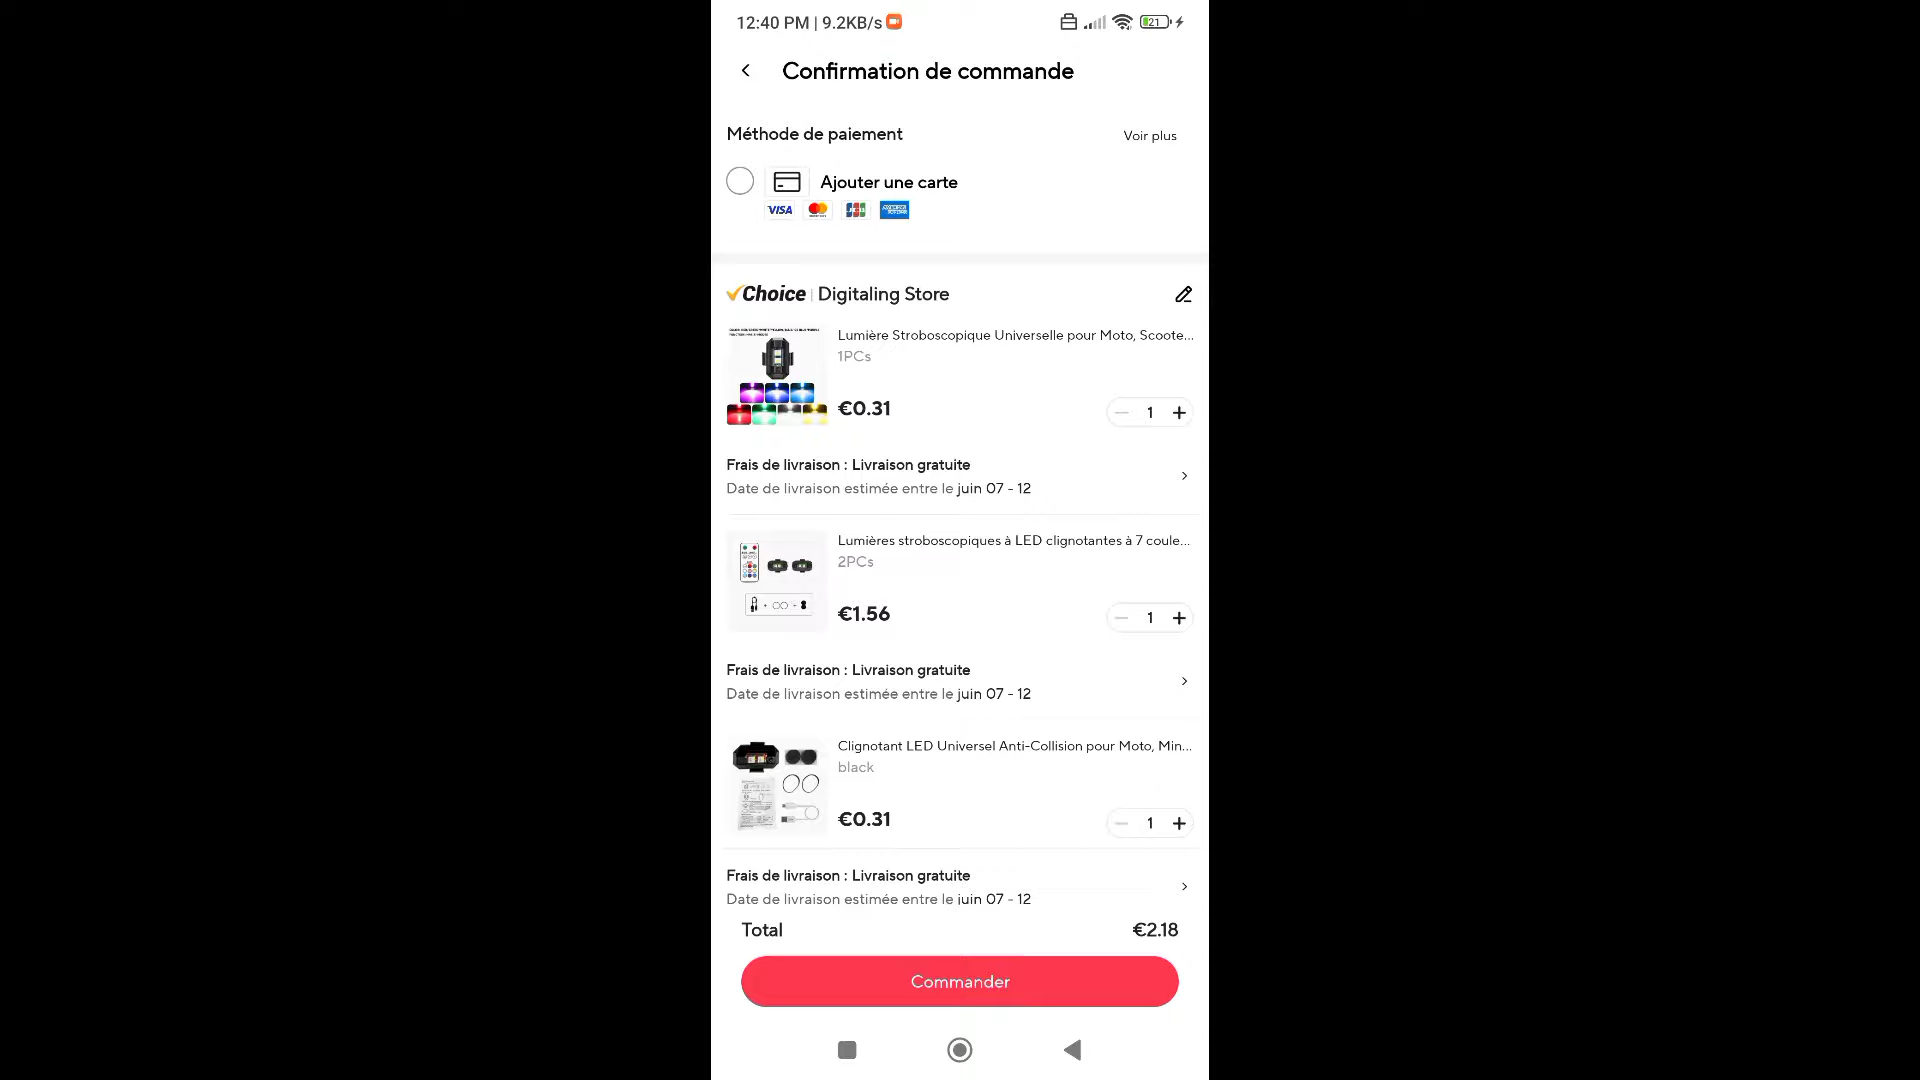 12:40 PM | 9.2KB/s
21
Confirmation de commande
Méthode de paiement
Voir plus
Ajouter une carte
VISA
Choice | Digitaling Store
Lumière Stroboscopique Universelle pour Moto, Scoote...
1PCs
€0.31
1
Frais de livraison : Livraison gratuite
Date de livraison estimée entre le juin 07 - 12
Lumières stroboscopiques à LED clignotantes à 7 coule...
2PCs
€1.56
1
Frais de livraison : Livraison gratuite
Date de livraison estimée entre le juin 07 - 12
Clignotant LED Universel Anti-Collision pour Moto, Min...
black
€0.31
1
Frais de livraison : Livraison gratuite
Date de livraison estimée entre le juin 07 - 12
Total
€2.18
Commander